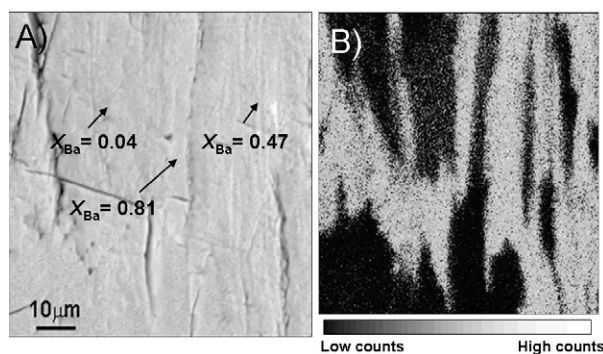 A)
B)
XBa= 0.04
XBa= 0.47
XBa= 0.81
10μm
Low counts
High counts